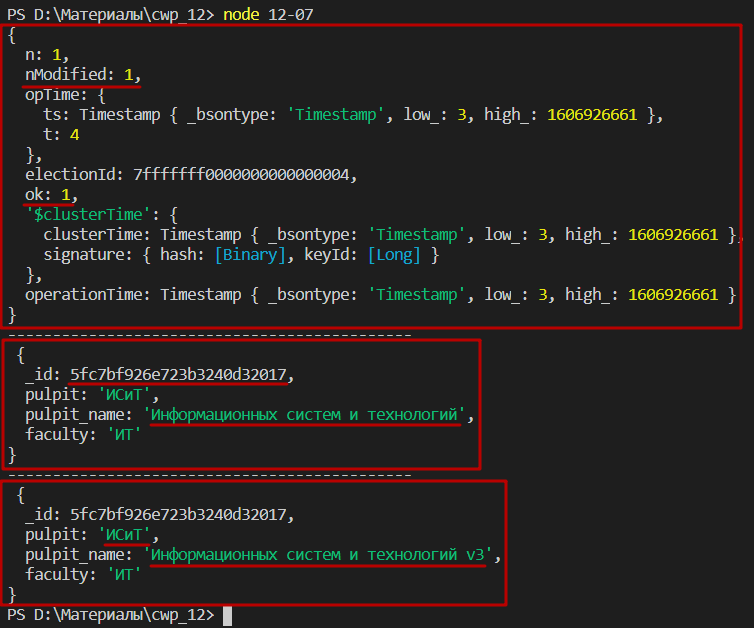 PS D:\Материалы\cwp_12> node 12-07
{
  n: 1,
  nModified: 1,
  opTime: {
    ts: Timestamp { _bsontype: 'Timestamp', low_: 3, high_: 1606926661 },
    t: 4
  },
  electionId: 7fffffff0000000000000004,
  ok: 1,
  '$clusterTime': {
    clusterTime: Timestamp { _bsontype: 'Timestamp', low_: 3, high_: 1606926661 },
    signature: { hash: [Binary], keyId: [Long] }
  },
  operationTime: Timestamp { _bsontype: 'Timestamp', low_: 3, high_: 1606926661 }
}
--------------------------------------------
 {
  _id: 5fc7bf926e723b3240d32017,
  pulpit: 'ИСиТ',
  pulpit_name: 'Информационных систем и технологий',
  faculty: 'ИТ'
}
--------------------------------------------
 {
  _id: 5fc7bf926e723b3240d32017,
  pulpit: 'ИСиТ',
  pulpit_name: 'Информационных систем и технологий v3',
  faculty: 'ИТ'
}
PS D:\Материалы\cwp_12>